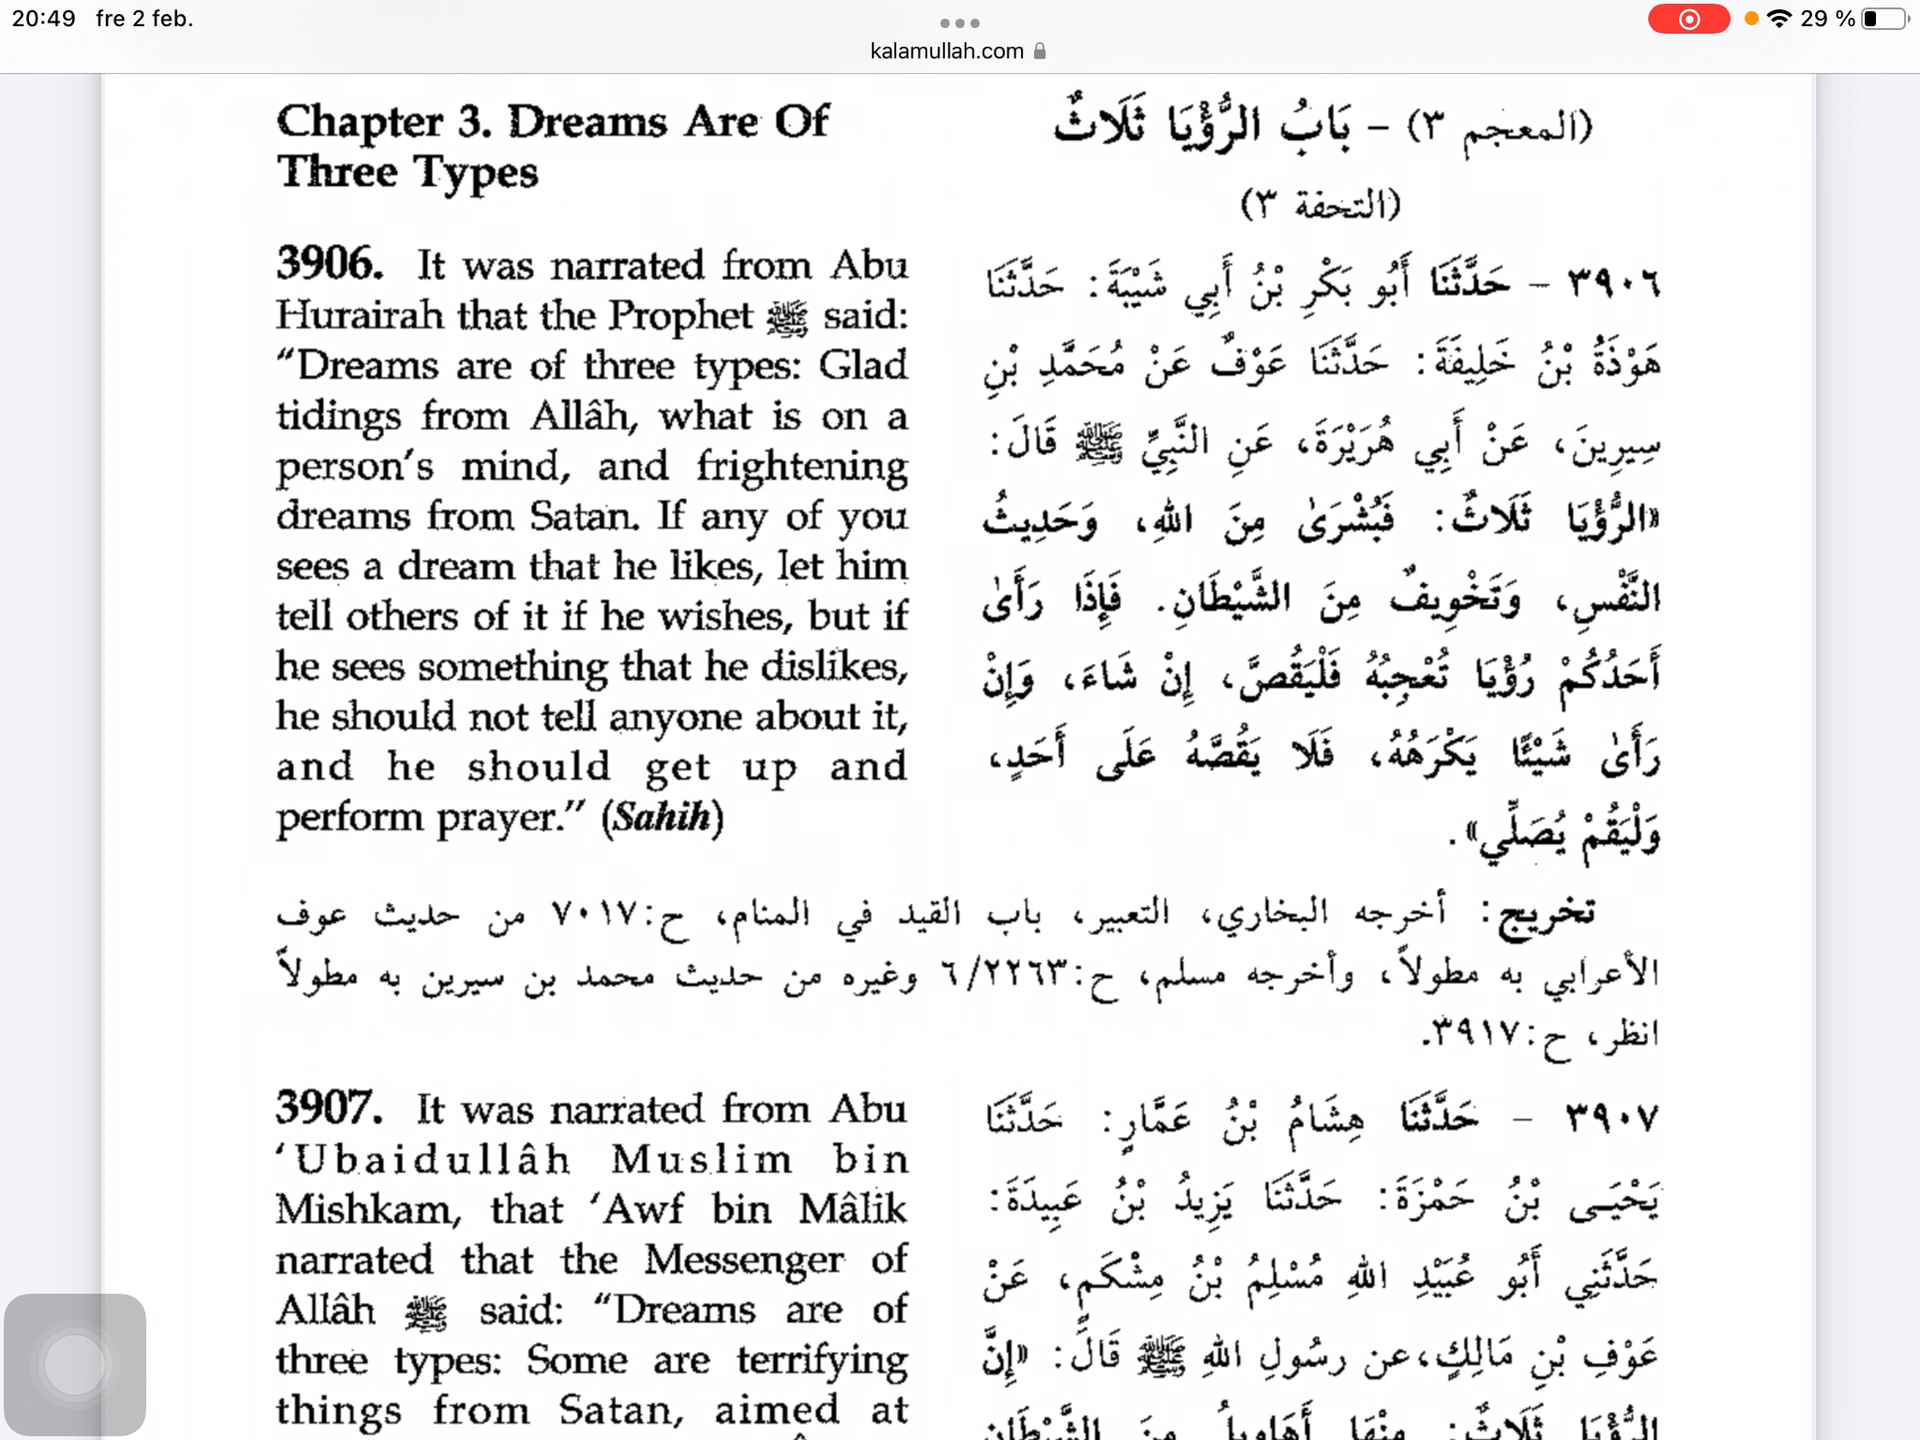 20:49 fre 2 feb.
29 %
kalamullah.com
Chapter 3. Dreams Are Of
Three Types
(المعجم ٣) – بَابُ الرُّؤْيَا ثَلَاثٌ
(التحفة ٣)
3906. It was narrated from Abu
Hurairah that the Prophet ﷺ said:
“Dreams are of three types: Glad
tidings from Allâh, what is on a
person’s mind, and frightening
dreams from Satan. If any of you
sees a dream that he likes, let him
tell others of it if he wishes, but if
he sees something that he dislikes,
he should not tell anyone about it,
and he should get up and
perform prayer.” (Sahih)
٣٩٠٦ – حَدَّثَنَا أَبُو بَكْرِ بْنُ أَبِي شَيْبَةَ: حَدَّثَنَا
هَوْذَةُ بْنُ خَلِيفَةَ: حَدَّثَنَا عَوْفٌ عَنْ مُحَمَّدِ بْنِ
سِيرِينَ، عَنْ أَبِي هُرَيْرَةَ، عَنِ النَّبِيِّ ﷺ قَالَ:
«الرُّؤْيَا ثَلَاثٌ: فَبُشْرَىٰ مِنَ اللهِ، وَحَدِيثُ
النَّفْسِ، وَتَخْوِيفٌ مِنَ الشَّيْطَانِ. فَإِذَا رَأَىٰ
أَحَدُكُمْ رُؤْيَا تُعْجِبُهُ فَلْيَقُصَّ، إِنْ شَاءَ، وَإِنْ
رَأَىٰ شَيْئًا يَكْرَهُهُ، فَلَا يَقُصَّهُ عَلَى أَحَدٍ،
وَلْيَقُمْ يُصَلِّي».
تخريج: أخرجه البخاري، التعبير، باب القيد في المنام، ح:٧٠١٧ من حديث عوف
الأعرابي به مطولاً، وأخرجه مسلم، ح:٦/٢٢٦٣ وغيره من حديث محمد بن سيرين به مطولاً
انظر، ح:٣٩١٧.
3907. It was narrated from Abu
‘Ubaidullâh Muslim bin
Mishkam, that ‘Awf bin Mâlik
narrated that the Messenger of
Allâh ﷺ said: “Dreams are of
three types: Some are terrifying
things from Satan, aimed at
٣٩٠٧ – حَدَّثَنَا هِشَامُ بْنُ عَمَّارٍ: حَدَّثَنَا
يَحْيَى بْنُ حَمْزَةَ: حَدَّثَنَا يَزِيدُ بْنُ عَبِيدَةَ:
حَدَّثَنِي أَبُو عُبَيْدِ اللهِ مُسْلِمُ بْنُ مِشْكَمٍ، عَنْ
عَوْفِ بْنِ مَالِكٍ، عن رسُولِ اللهِ ﷺ قَالَ: «إِنَّ
الرُّؤْيَا ثَلَاثٌ: مِنْهَا أَهَاوِيلُ مِنَ الشَّيْطَانِ